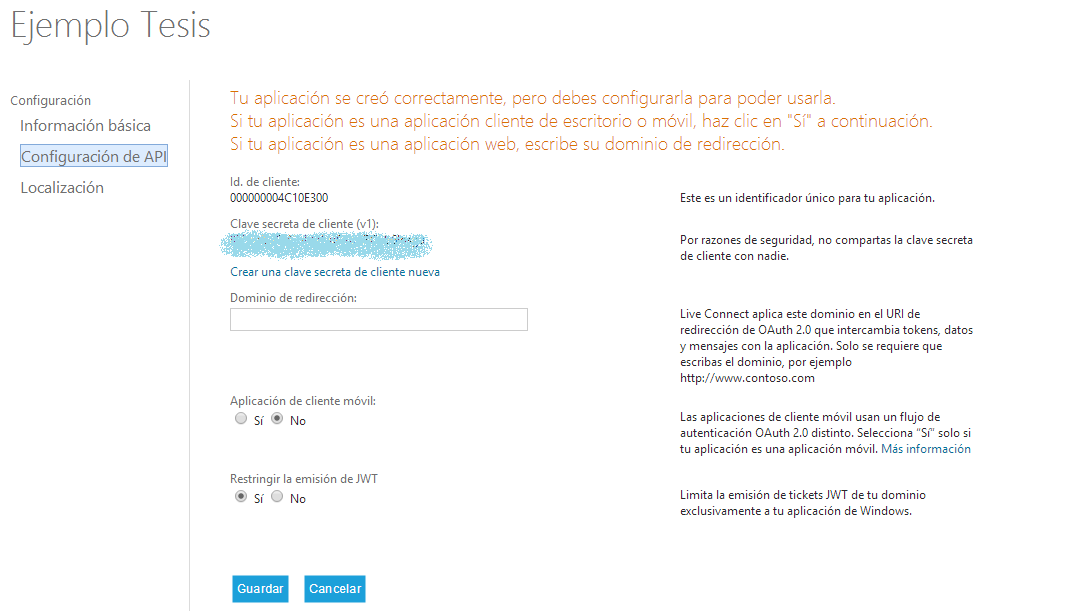 Ejemplo Tesis
Configuración
Información básica
Configuración de API
Localización
Tu aplicación se creó correctamente, pero debes configurarla para poder usarla.
Si tu aplicación es una aplicación cliente de escritorio o móvil, haz clic en "Sí" a continuación.
Si tu aplicación es una aplicación web, escribe su dominio de redirección.
Id. de cliente:
000000004C10E300
Este es un identificador único para tu aplicación.
Clave secreta de cliente (v1):
Por razones de seguridad, no compartas la clave secreta
de cliente con nadie.
Crear una clave secreta de cliente nueva
Dominio de redirección:
Live Connect aplica este dominio en el URI de
redirección de OAuth 2.0 que intercambia tokens, datos
y mensajes con la aplicación. Solo se requiere que
escribas el dominio, por ejemplo
http://www.contoso.com
Aplicación de cliente móvil:
Sí No
Las aplicaciones de cliente móvil usan un flujo de
autenticación OAuth 2.0 distinto. Selecciona "Sí" solo si
tu aplicación es una aplicación móvil. Más información
Restringir la emisión de JWT
Sí No
Limita la emisión de tickets JWT de tu dominio
exclusivamente a tu aplicación de Windows.
Guardar Cancelar